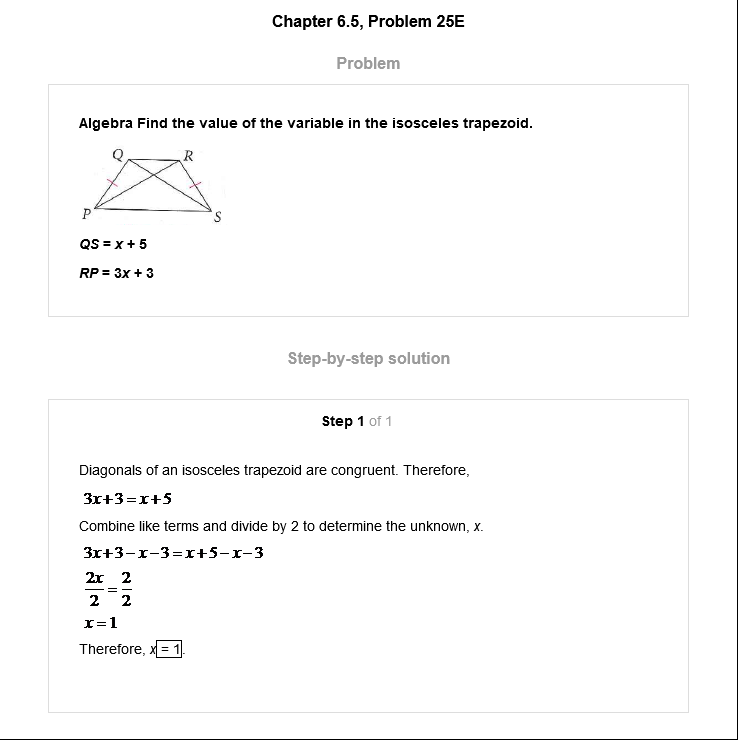 Chapter 6.5, Problem 25E
Problem
Algebra Find the value of the variable in the isosceles trapezoid.
Q R
P S
QS = x + 5
RP = 3x + 3
Step-by-step solution
Step 1 of 1
Diagonals of an isosceles trapezoid are congruent. Therefore,
3x+3=x+5
Combine like terms and divide by 2 to determine the unknown, x.
3x+3−x−3=x+5−x−3
2x/2=2/2
x=1
Therefore, x = 1.